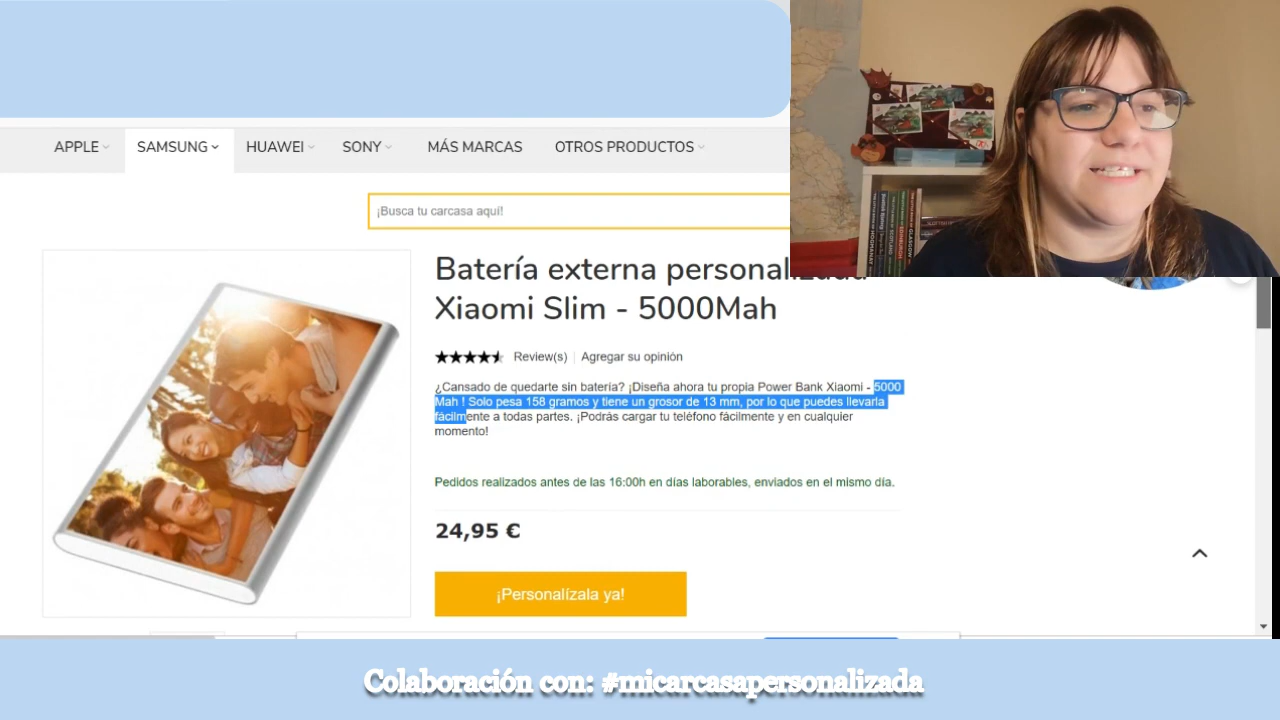 APPLE
SAMSUNG
HUAWEI
SONY
MÁS MARCAS
OTROS PRODUCTOS
¡Busca tu carcasa aquí!
Batería externa personalizada
Xiaomi Slim - 5000Mah
Review(s) | Agregar su opinión
¿Cansado de quedarte sin batería? ¡Diseña ahora tu propia Power Bank Xiaomi - 5000
Mah ! Solo pesa 158 gramos y tiene un grosor de 13 mm, por lo que puedes llevarla
fácilmente a todas partes. ¡Podrás cargar tu teléfono fácilmente y en cualquier
momento!
Pedidos realizados antes de las 16:00h en días laborables, enviados en el mismo día.
24,95 €
¡Personalízala ya!
Colaboración con: #micarcasapersonalizada